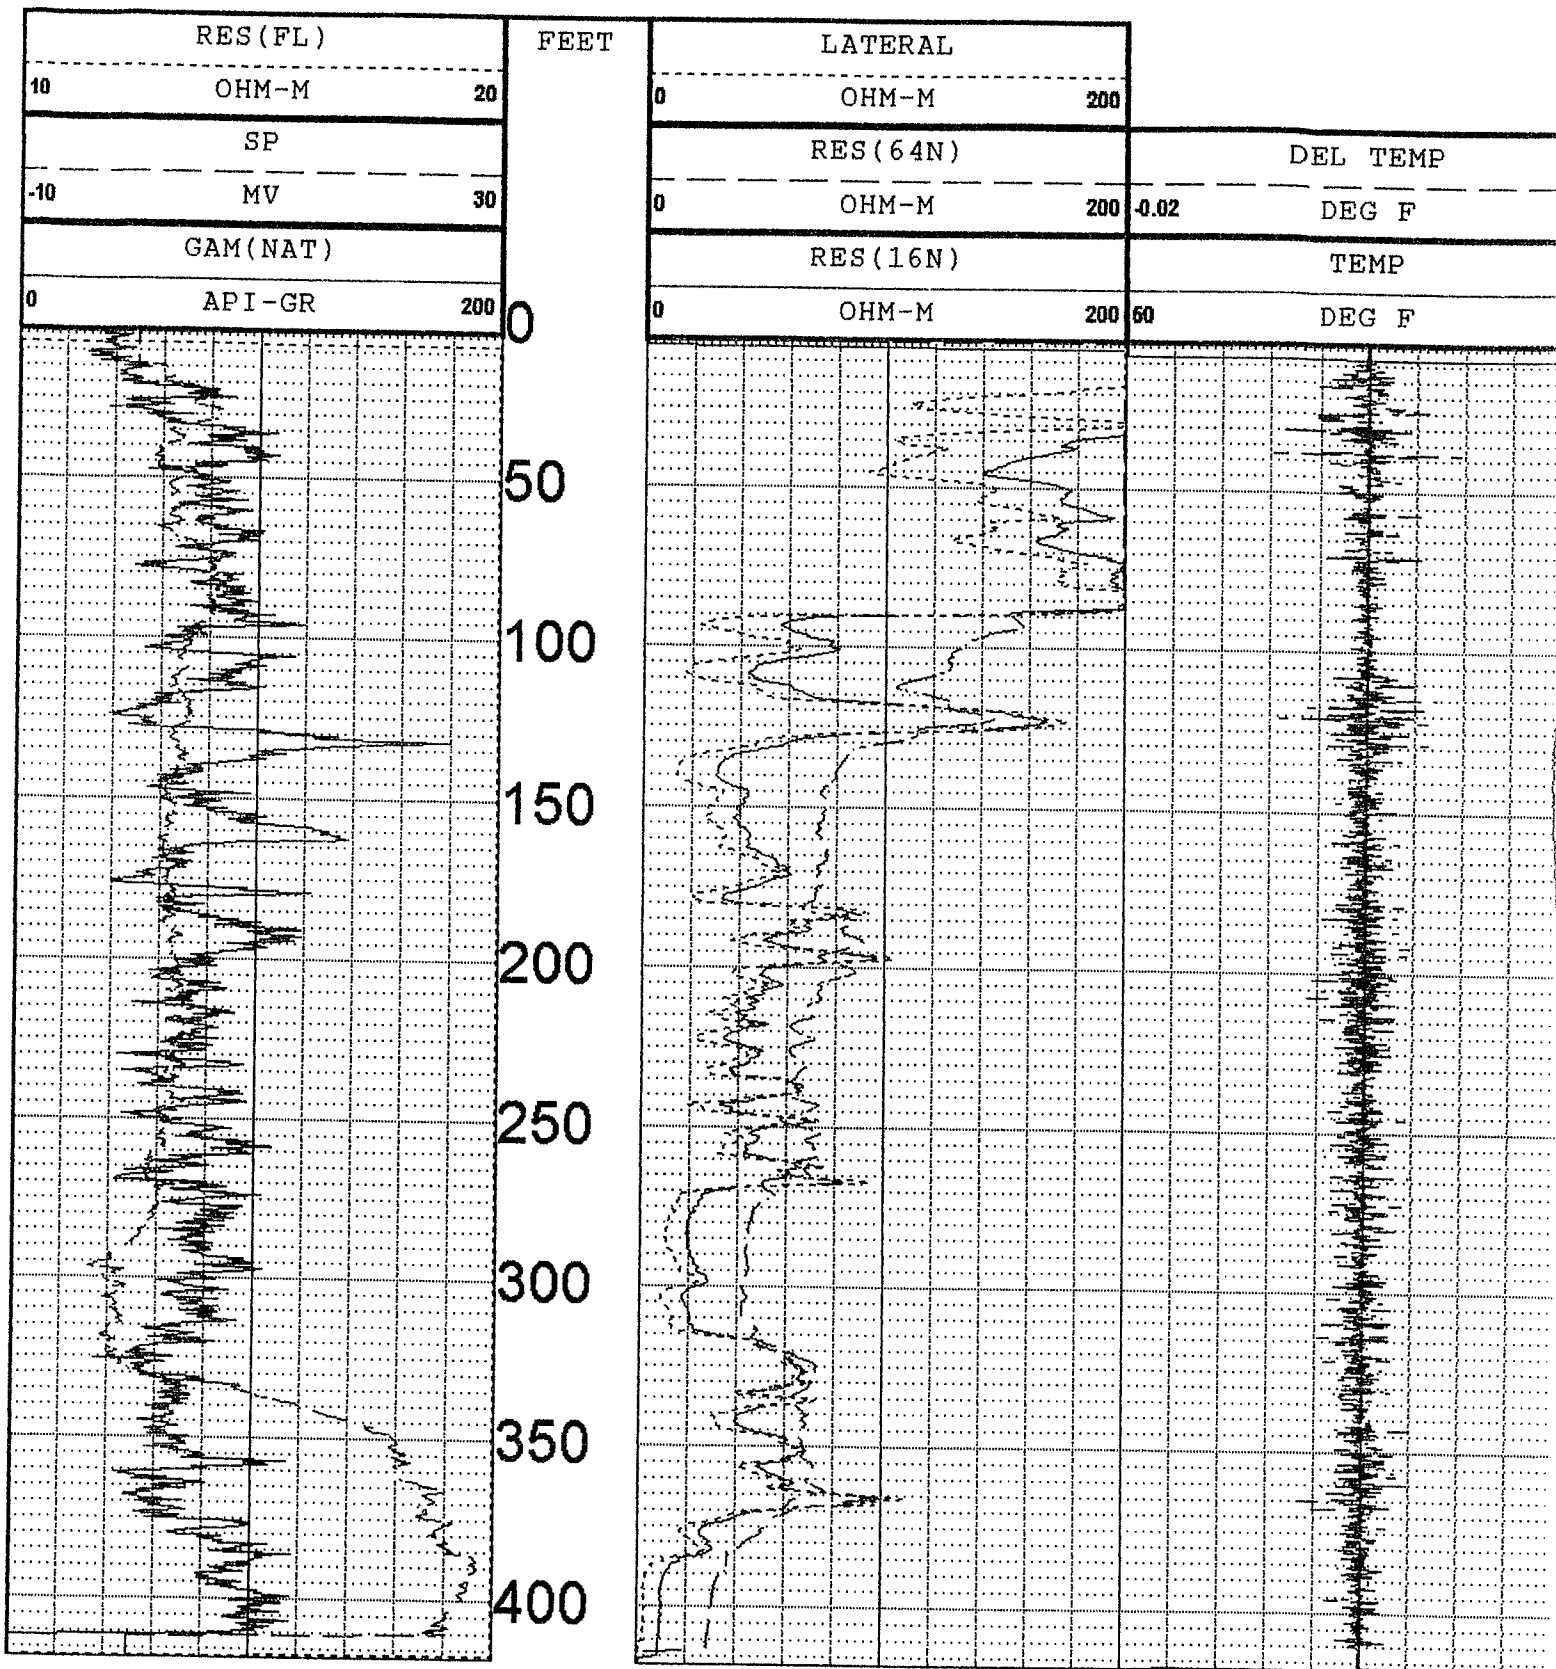 RES(FL)
10 OHM-M 20
SP
-10 MV 30
GAM(NAT)
0 API-GR 200
FEET
LATERAL
0 OHM-M 200
RES(64N)
0 OHM-M 200
RES(16N)
0 OHM-M 200
DEL TEMP
-0.02 DEG F
TEMP
60 DEG F
0
50
100
150
200
250
300
350
400